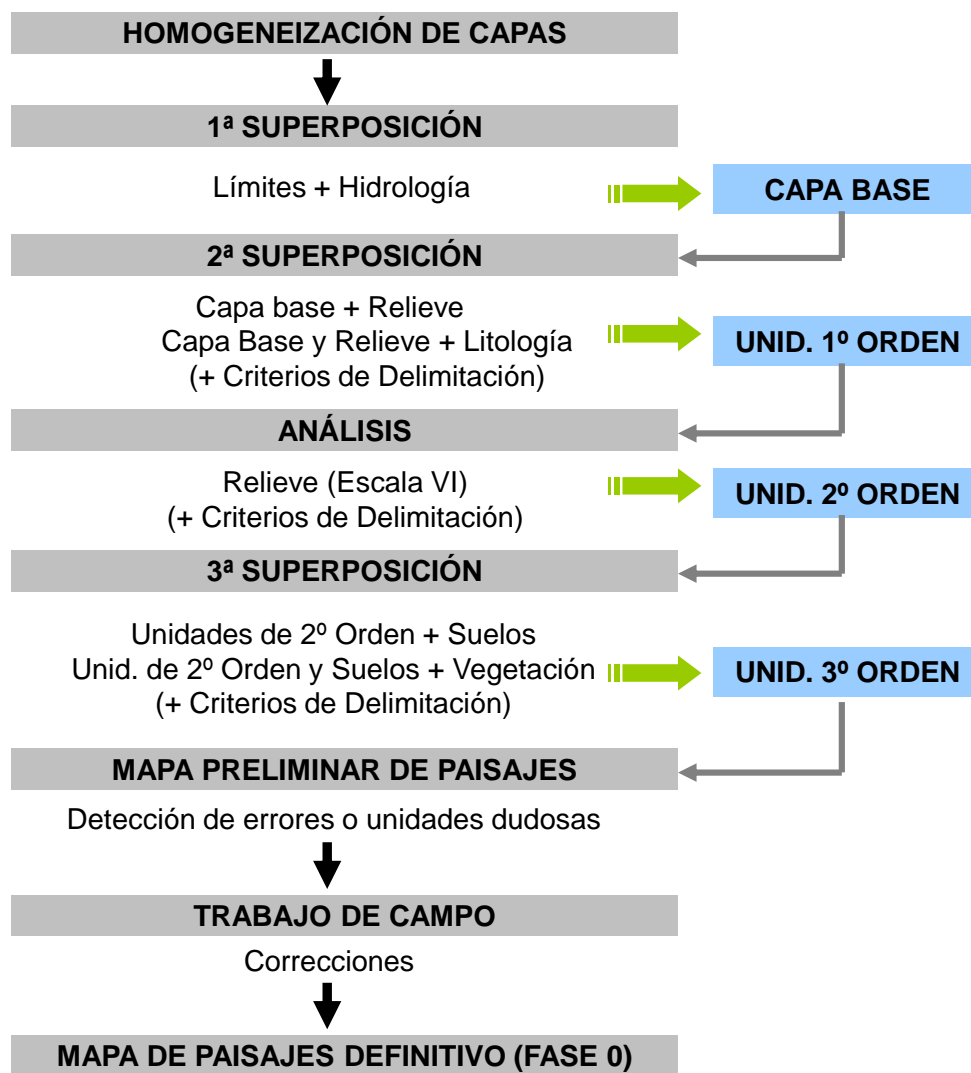 HOMOGENEIZACIÓN DE CAPAS
1ª SUPERPOSICIÓN
Límites + Hidrología
CAPA BASE
2ª SUPERPOSICIÓN
Capa base + Relieve
Capa Base y Relieve + Litología
(+ Criterios de Delimitación)
UNID. 1º ORDEN
ANÁLISIS
Relieve (Escala VI)
(+ Criterios de Delimitación)
UNID. 2º ORDEN
3ª SUPERPOSICIÓN
Unidades de 2º Orden + Suelos
Unid. de 2º Orden y Suelos + Vegetación
(+ Criterios de Delimitación)
UNID. 3º ORDEN
MAPA PRELIMINAR DE PAISAJES
Detección de errores o unidades dudosas
TRABAJO DE CAMPO
Correcciones
MAPA DE PAISAJES DEFINITIVO (FASE 0)